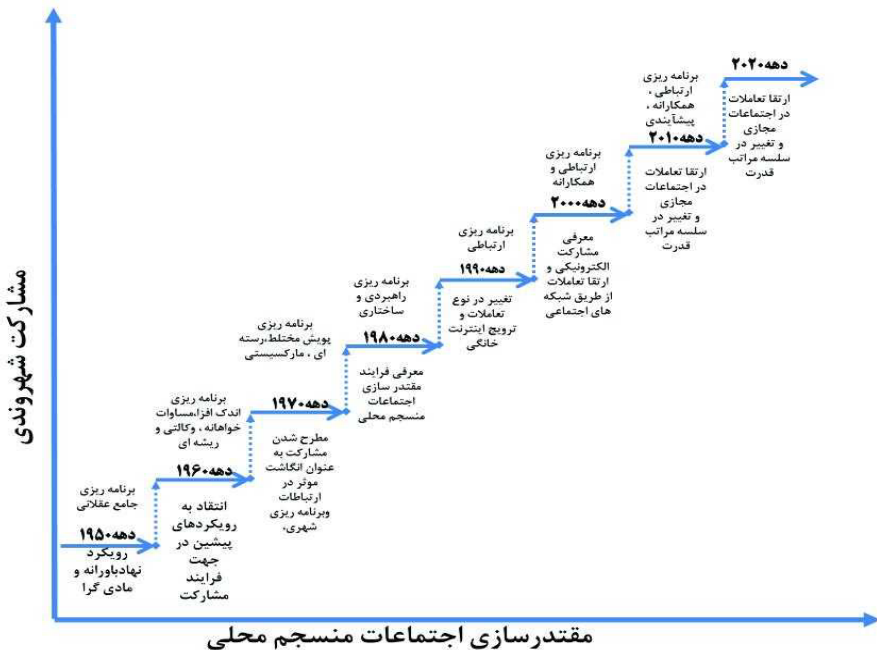 دهه۲۰۲۰
ارتقا تعاملات
در اجتماعات
مجازی
و تغییر در
سلسه مراتب
قدرت
برنامه ریزی
ارتباطی ،
همکارانه ،
پیشآیندی
دهه۲۰۱۰
ارتقا تعاملات
در اجتماعات
مجازی
و تغییر در
سلسه مراتب
قدرت
برنامه ریزی
ارتباطی و
همکارانه
دهه۲۰۰۰
معرفی
مشارکت
الکترونیکی و
ارتقا تعاملات
از طریق شبکه
های اجتماعی
برنامه ریزی
ارتباطی
دهه۱۹۹۰
تغییر در نوع
تعاملات و
ترویج اینترنت
خانگی
برنامه ریزی
راهبردی و
ساختاری
دهه۱۹۸۰
معرفی فرایند
مقتدر سازی
اجتماعات
منسجم محلی
برنامه ریزی
پویش مختلط،رسته
ای ، مارکسیستی
دهه۱۹۷۰
مطرح شدن
مشارکت به
عنوان انگاشت
موثر در
ارتباطات
وبرنامه ریزی
شهری،
برنامه ریزی
اندک افزا،مساوات
خواهانه ، وکالتی و
ریشه ای
دهه۱۹۶۰
انتقاد به
رویکردهای
پیشین در
جهت
فرایند
مشارکت
برنامه ریزی
جامع عقلانی
دهه۱۹۵۰
رویکرد
نهادباورانه و
مادی گرا
مشارکت شهروندی
مقتدرسازی اجتماعات منسجم محلی